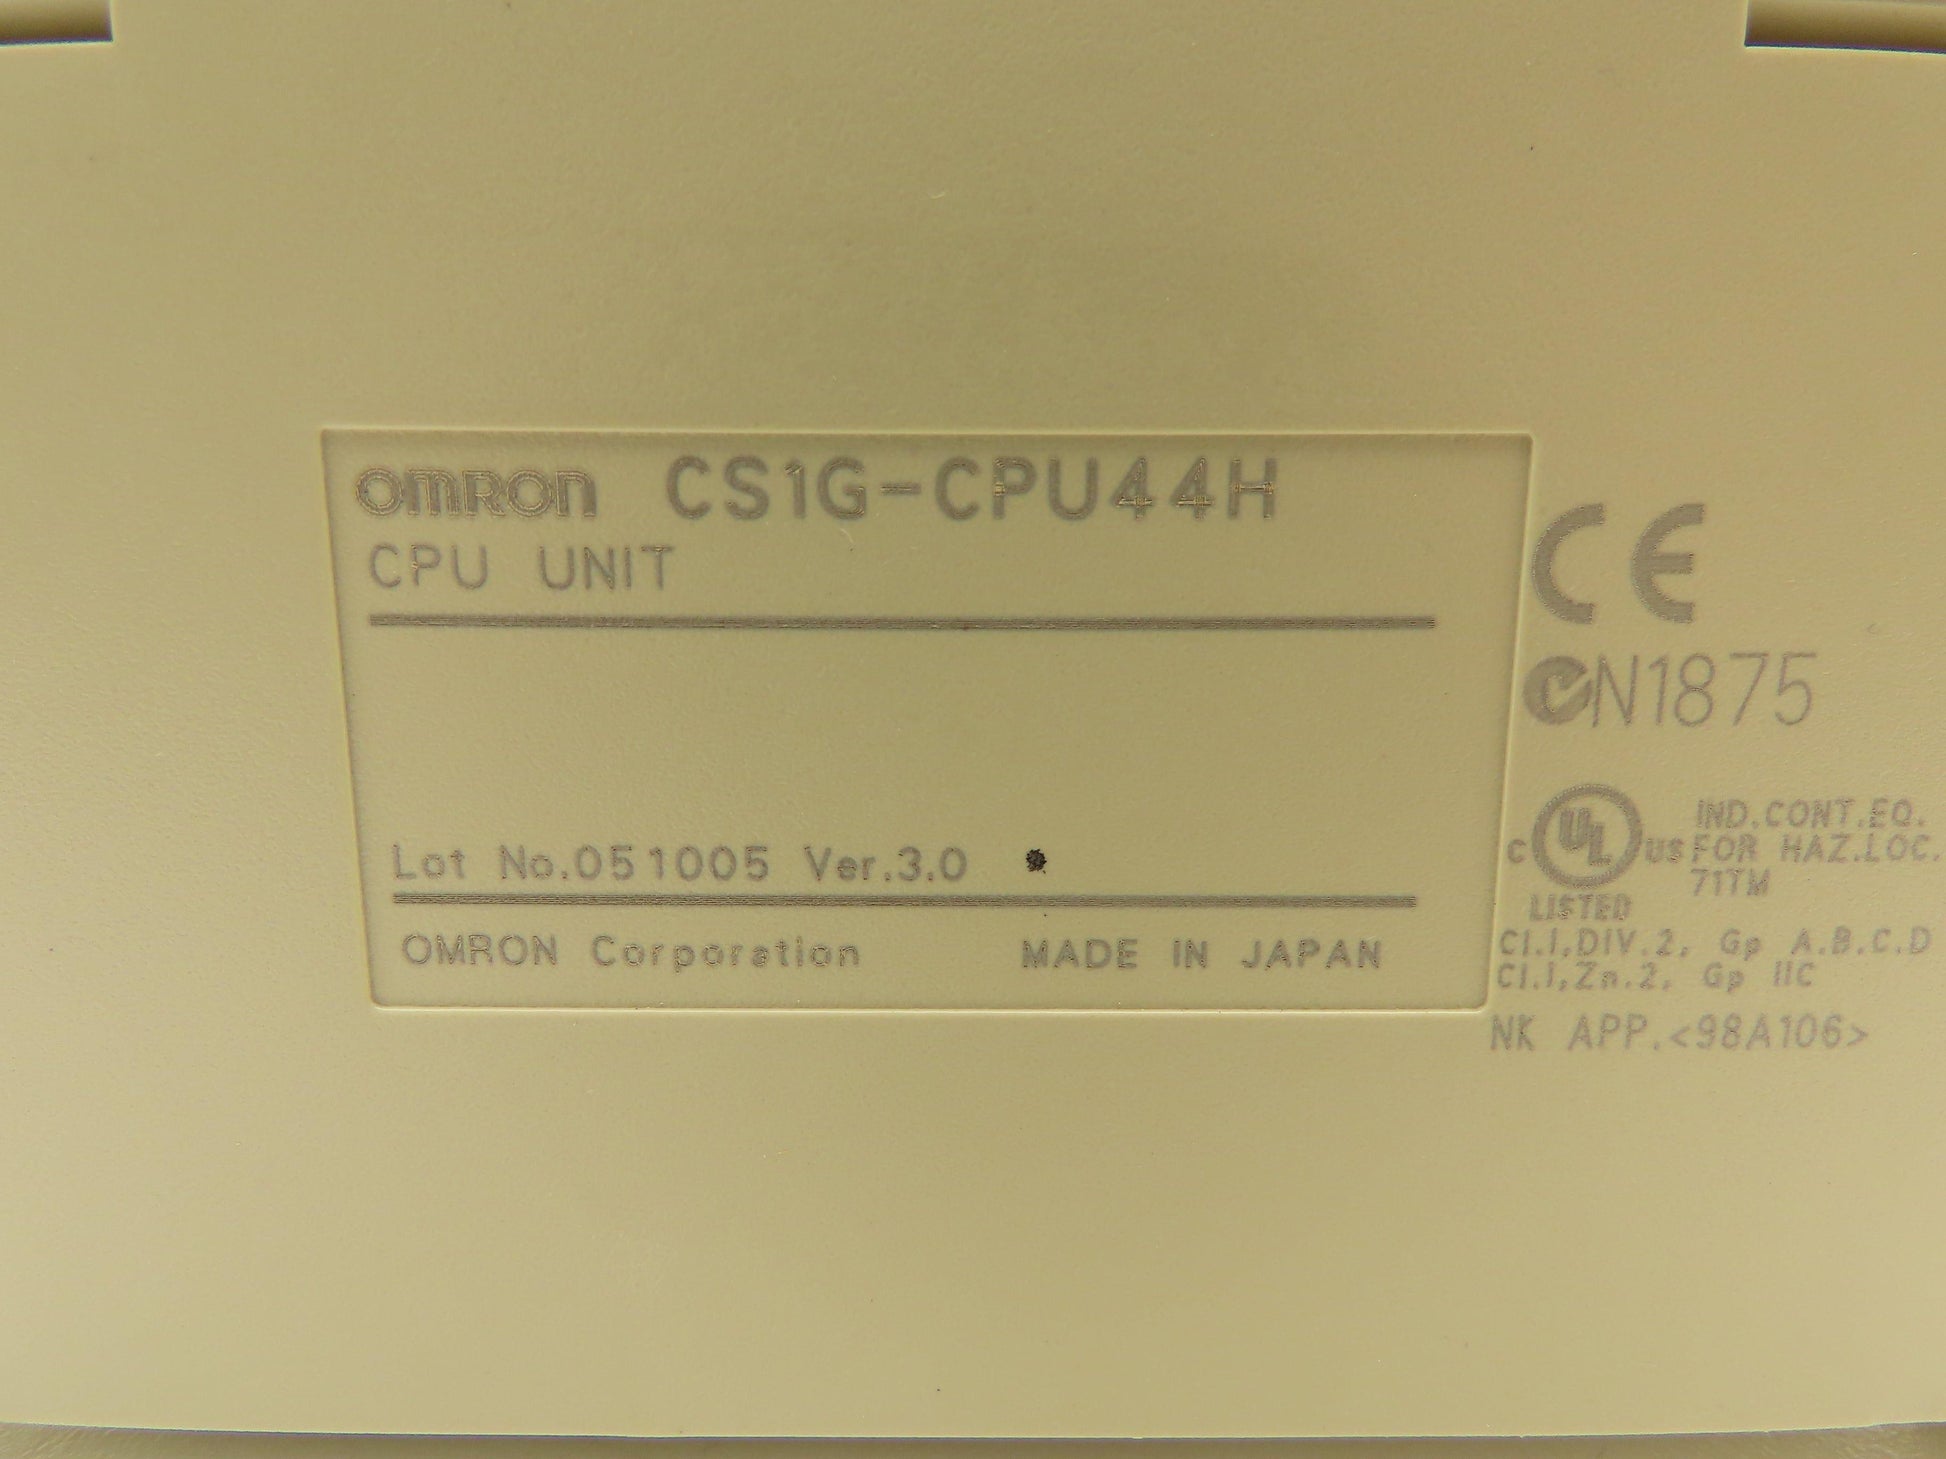 omron CS1G-CPU44H
CPU UNIT
Lot No.051005 Ver.3.0
OMRON Corporation MADE IN JAPAN
CE
N1875
C UL US
LISTED
IND.CONT.EQ.
FOR HAZ.LOC.
71TM
Cl.I,DIV.2, Gp A.B.C.D
Cl.I,Zn.2, Gp IIC
NK APP.<98A106>